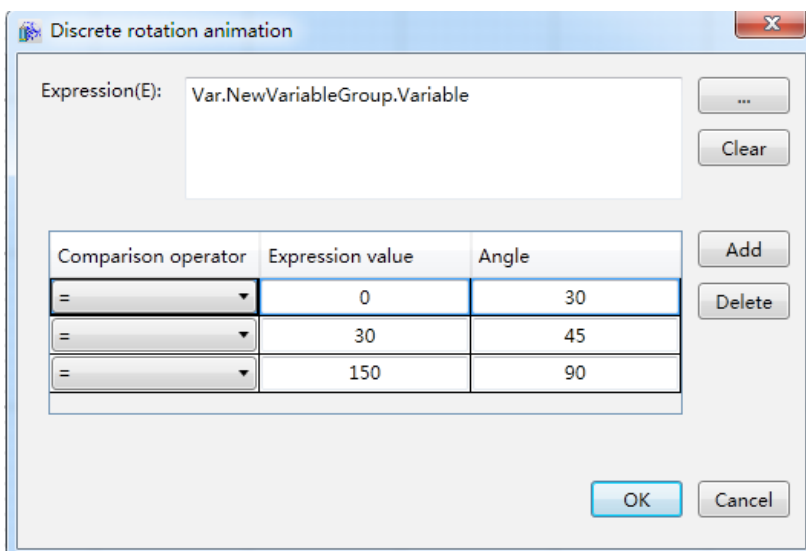 Discrete rotation animation
Expression(E):
Var.NewVariableGroup.Variable
...
Clear
Comparison operator Expression value Angle
Add
= 0 30
Delete
= 30 45
= 150 90
OK Cancel